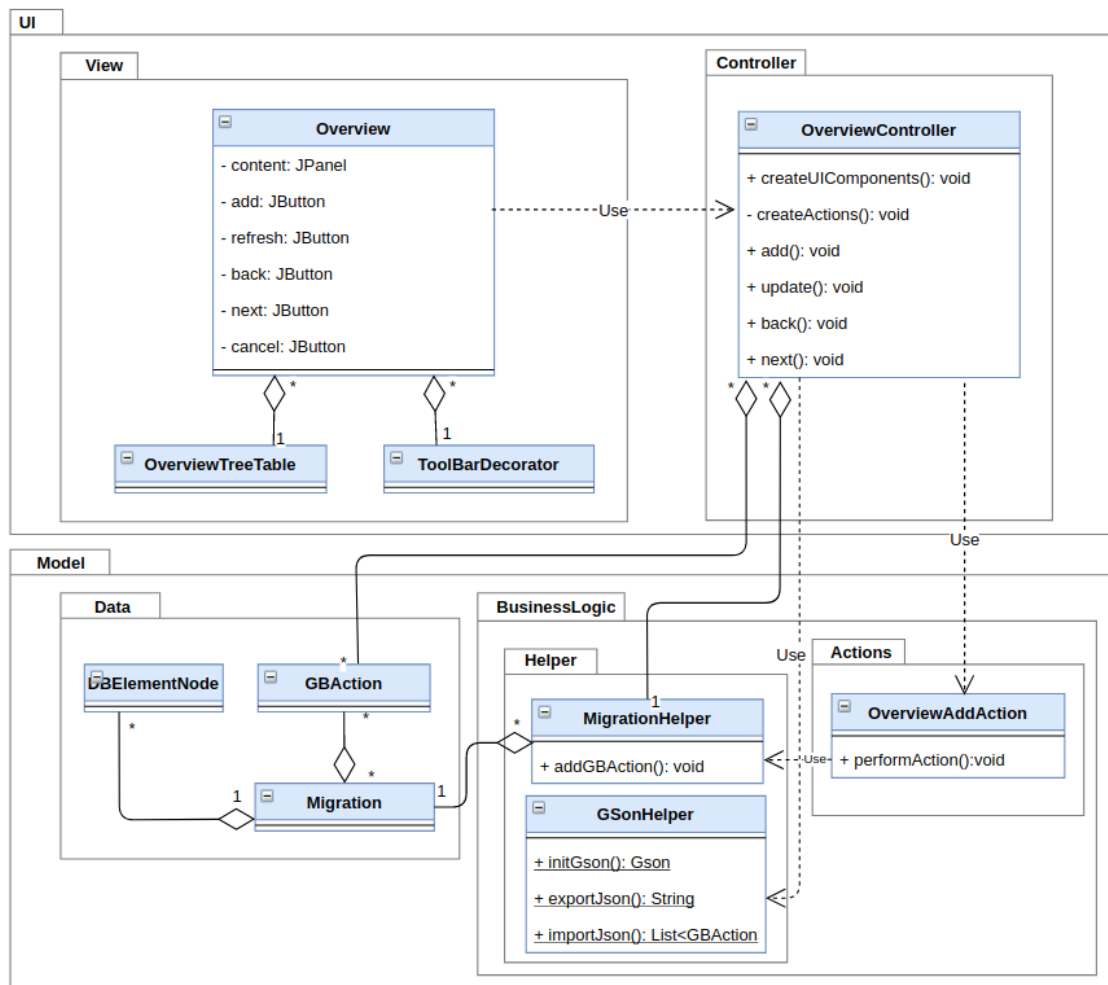 UI
View
Overview
- content: JPanel
- add: JButton
- refresh: JButton
- back: JButton
- next: JButton
- cancel: JButton
*
*
1
1
OverviewTreeTable
ToolBarDecorator
Use
Controller
OverviewController
+ createUIComponents(): void
- createActions(): void
+ add(): void
+ update(): void
+ back(): void
+ next(): void
*
*
Use
Use
Model
Data
DBElementNode
*
GBAction
*
*
*
1
Migration
1
BusinessLogic
Helper
1
MigrationHelper
*
+ addGBAction(): void
GSonHelper
+ initGson(): Gson
+ exportJson(): String
+ importJson(): List<GBAction
Use
Actions
OverviewAddAction
+ performAction():void